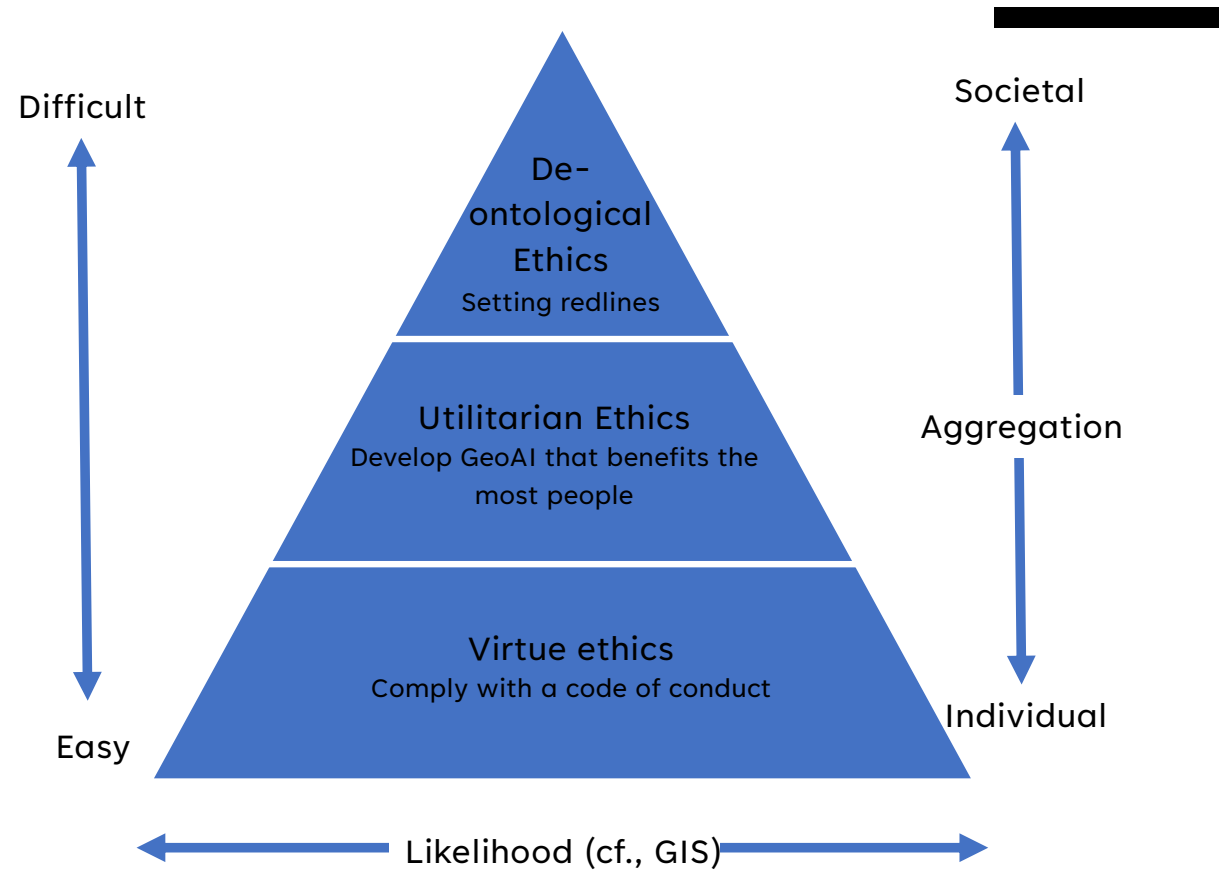 Difficult
Societal
De-
ontological
Ethics
Setting redlines
Utilitarian Ethics
Develop GeoAI that benefits the
most people
Aggregation
Virtue ethics
Comply with a code of conduct
Individual
Easy
Likelihood (cf., GIS)